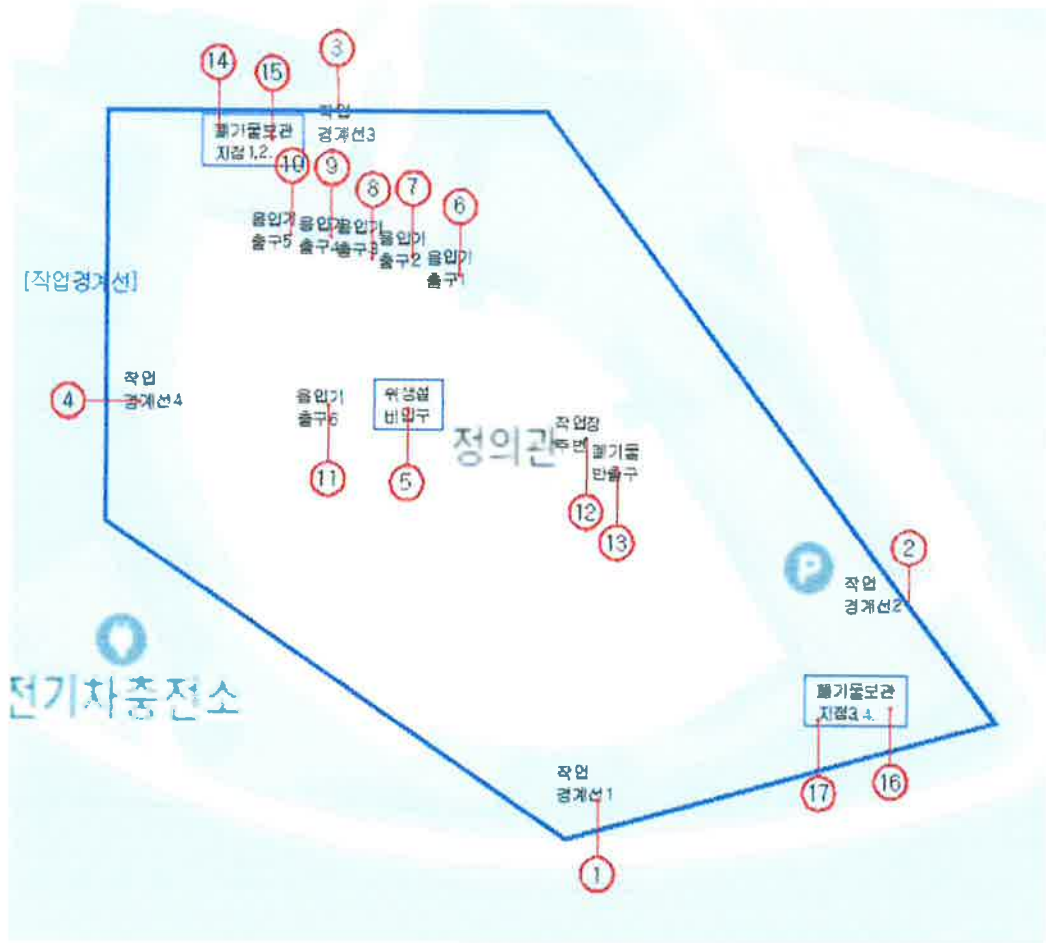 3
14
15
작업
경계선3
폐기물보관
지점1,2.
10
9
8
7
6
음압기
출구5
음압기
출구4
음압기
출구3
음압기
출구2
음압기
출구1
[작업경계선]
4
작업
경계선4
음압기
출구6
위생설
비입구
정의관
작업장
주변
폐기물
반출구
11
5
12
13
2
P
작업
경계선2
전기차충전소
폐기물보관
지점3,4.
작업
경계선1
17
16
1